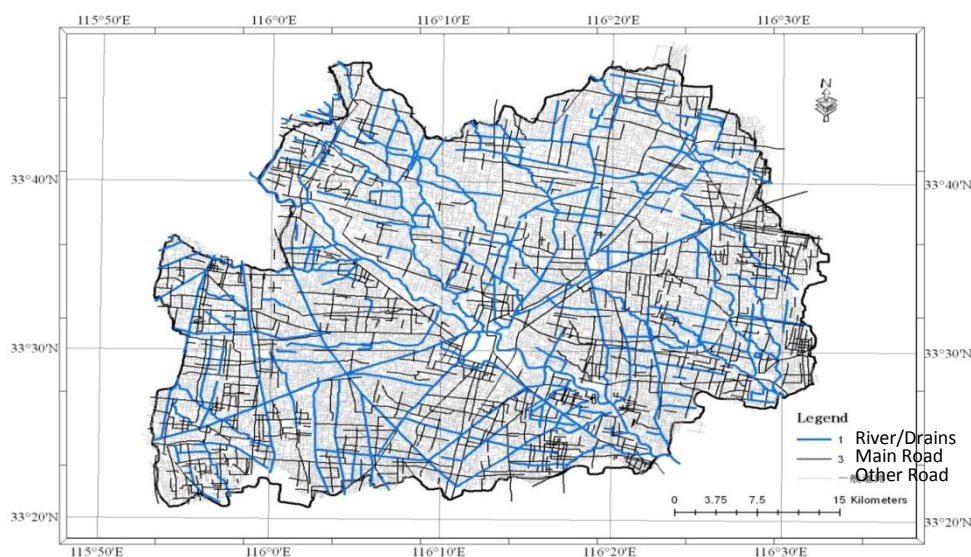 115°50'E 116°0'E 116°10'E 116°20'E 116°30'E
N
33°40'N 33°40'N
33°30'N 33°30'N
Legend
1 River/Drains
3 Main Road
Other Road
0 3.75 7.5 15 Kilometers
33°20'N 33°20'N
115°50'E 116°0'E 116°10'E 116°20'E 116°30'E